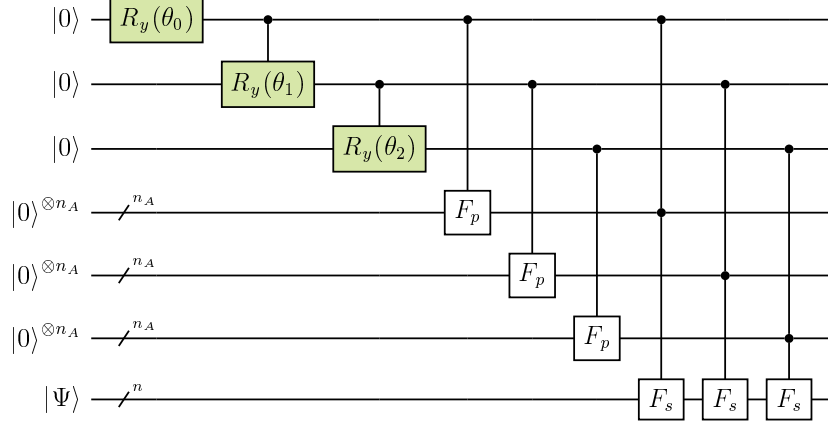 |0⟩ R_y(θ_0)
|0⟩ R_y(θ_1)
|0⟩ R_y(θ_2)
|0⟩^{⊗n_A} n_A F_p
|0⟩^{⊗n_A} n_A F_p
|0⟩^{⊗n_A} n_A F_p
|Ψ⟩ n F_s F_s F_s